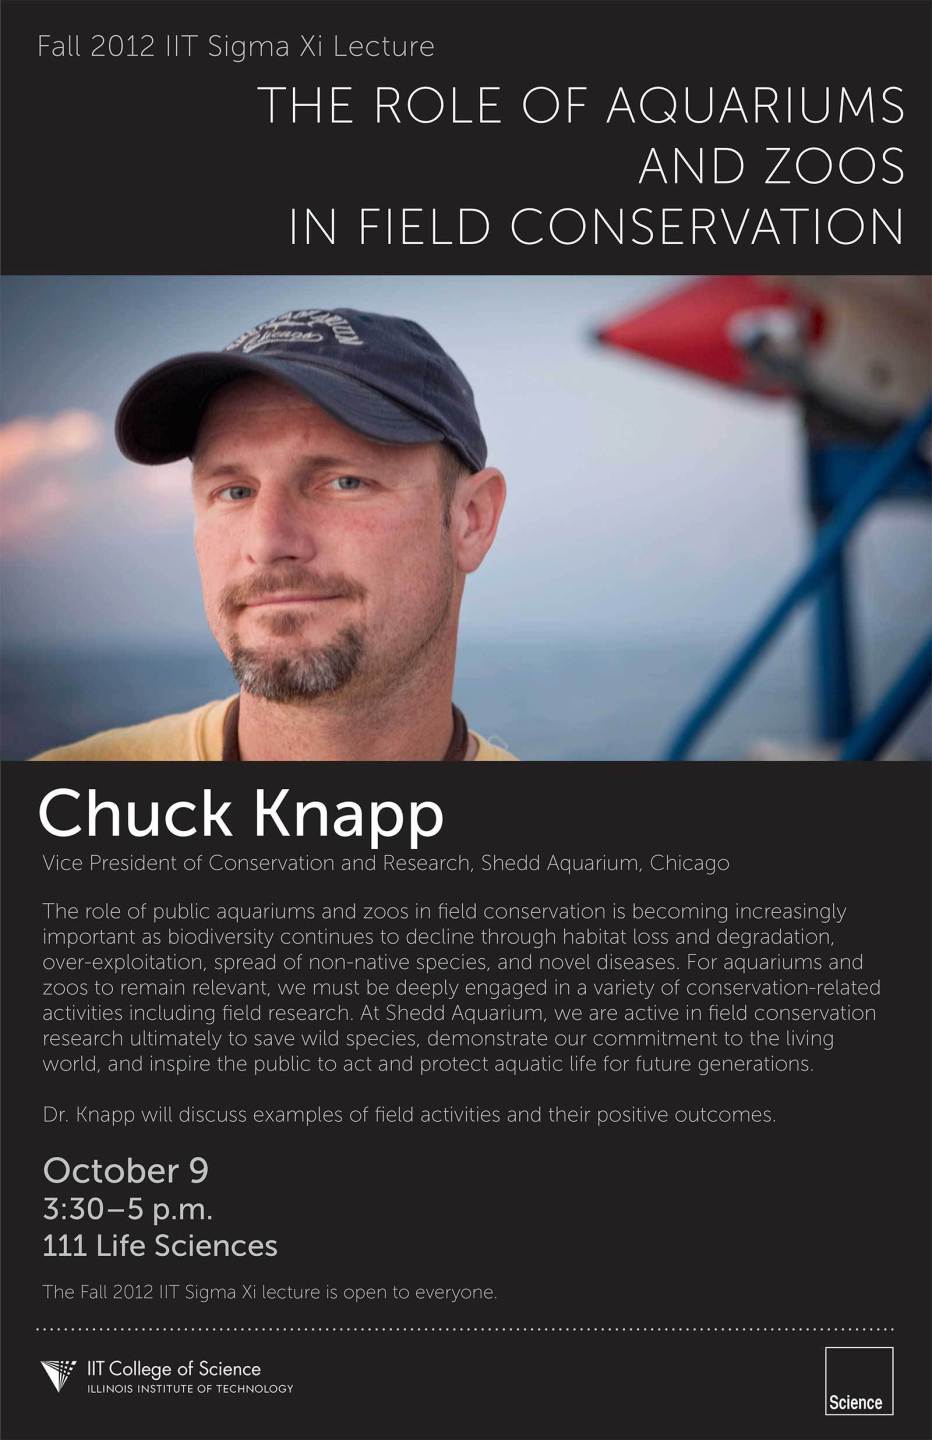 Fall 2012 IIT Sigma Xi Lecture
THE ROLE OF AQUARIUMS
AND ZOOS
IN FIELD CONSERVATION
Chuck Knapp
Vice President of Conservation and Research, Shedd Aquarium, Chicago
The role of public aquariums and zoos in field conservation is becoming increasingly
important as biodiversity continues to decline through habitat loss and degradation,
over-exploitation, spread of non-native species, and novel diseases. For aquariums and
zoos to remain relevant, we must be deeply engaged in a variety of conservation-related
activities including field research. At Shedd Aquarium, we are active in field conservation
research ultimately to save wild species, demonstrate our commitment to the living
world, and inspire the public to act and protect aquatic life for future generations.
Dr. Knapp will discuss examples of field activities and their positive outcomes.
October 9
3:30–5 p.m.
111 Life Sciences
The Fall 2012 IIT Sigma Xi lecture is open to everyone.
IIT College of Science
ILLINOIS INSTITUTE OF TECHNOLOGY
Science